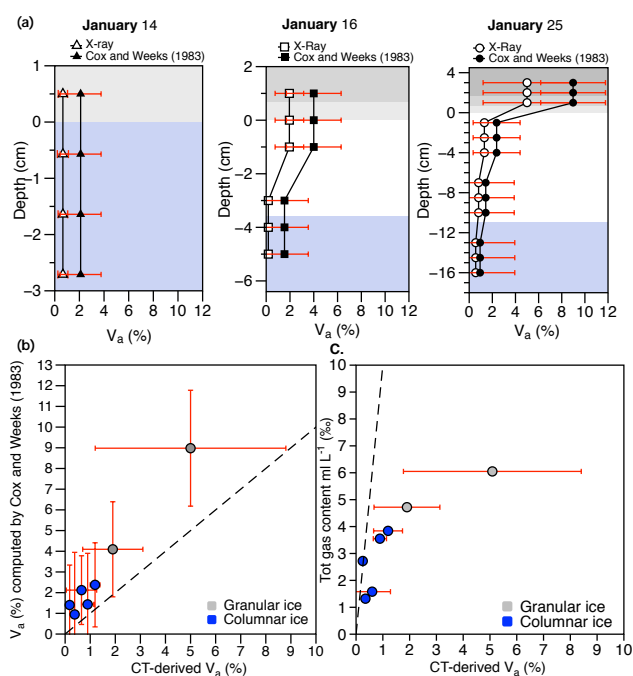 (a)
January 14
X-ray
Cox and Weeks (1983)
1
0
-1
-2
-3
Depth (cm)
0 2 4 6 8 10 12
Va (%)
January 16
X-Ray
Cox and Weeks (1983)
2
0
-2
-4
-6
Depth (cm)
0 2 4 6 8 10 12
Va (%)
January 25
X-Ray
Cox and Weeks (1983)
4
0
-4
-8
-12
-16
Depth (cm)
0 2 4 6 8 10 12
Va (%)
(b)
13
12
11
10
9
8
7
6
5
4
3
2
1
0
Va (%) computed by Cox and Weeks (1983)
Granular ice
Columnar ice
0 2 4 6 8 10
CT-derived Va (%)
C.
10
9
8
7
6
5
4
3
2
1
0
Tot gas content ml L-1 (‰)
Granular ice
Columnar ice
0 2 4 6 8 10
CT-derived Va (%)